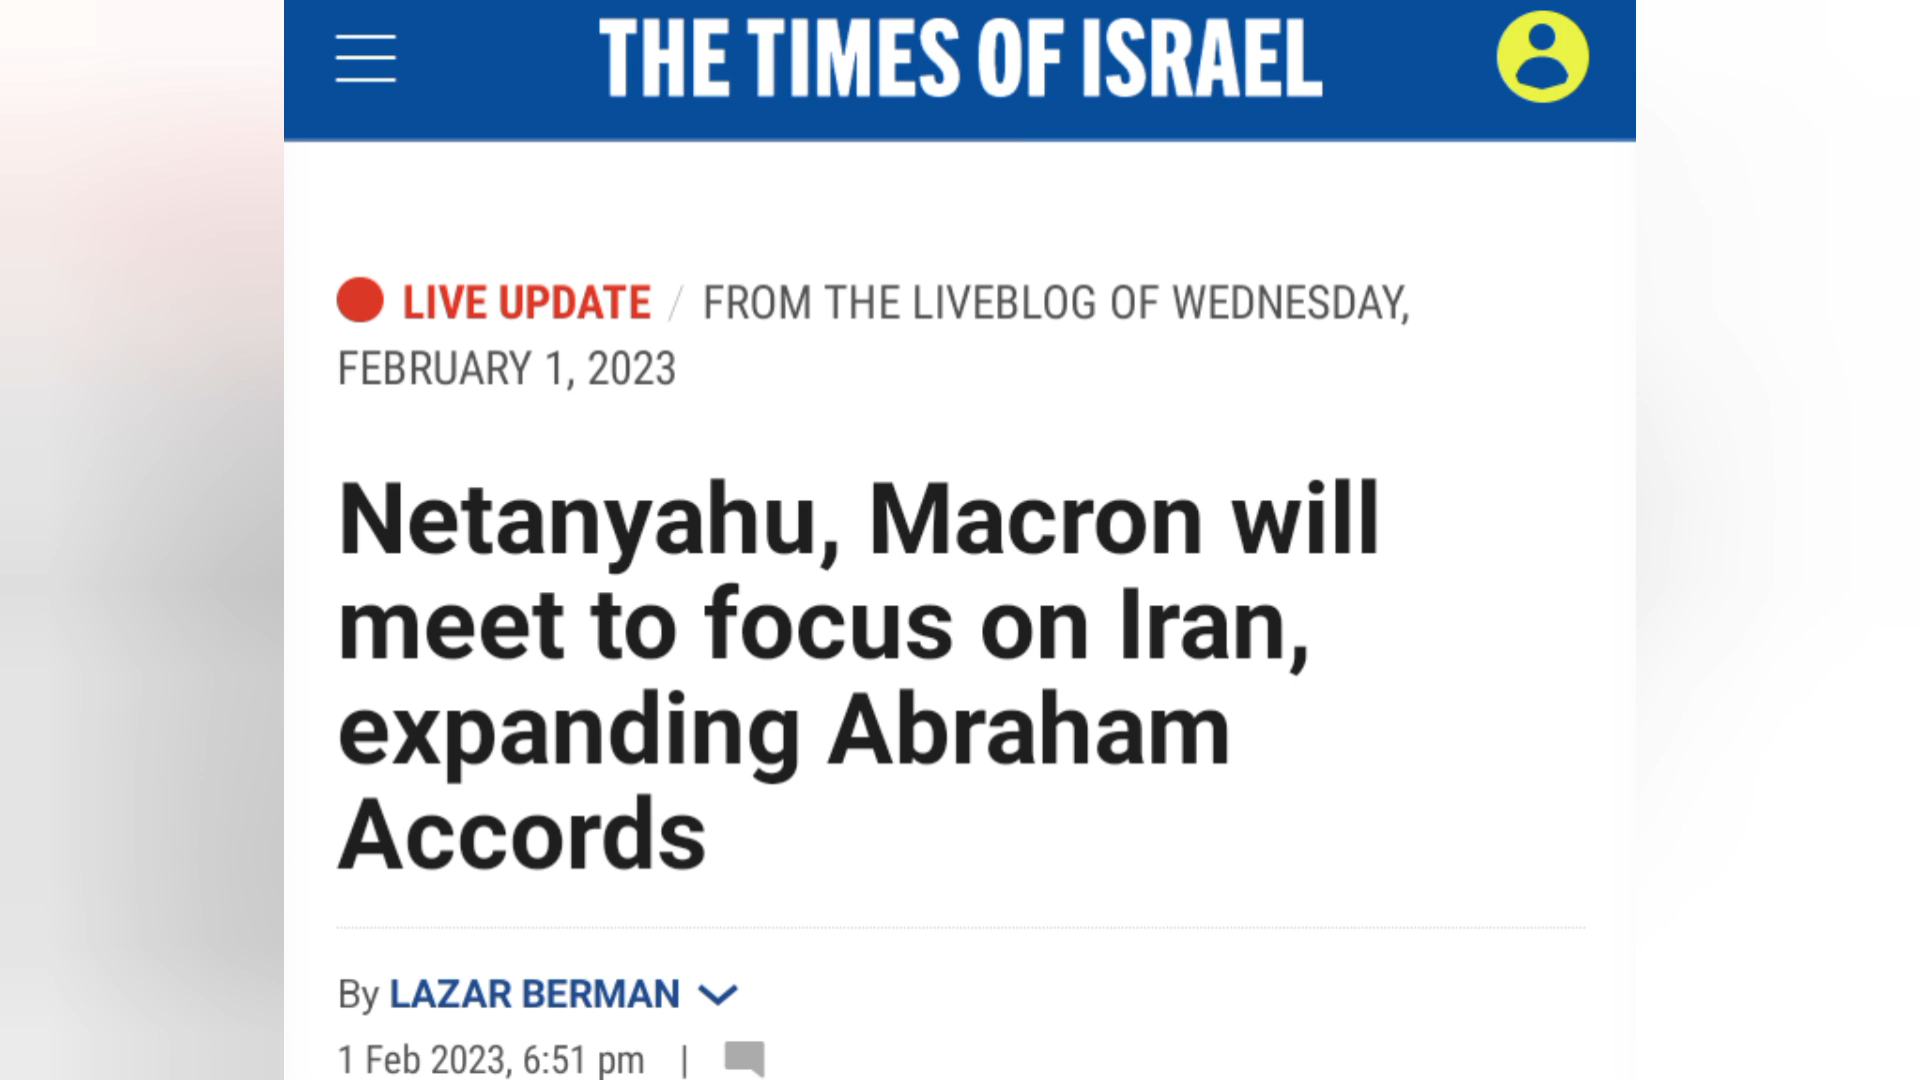 THE TIMES OF ISRAEL
LIVE UPDATE / FROM THE LIVEBLOG OF WEDNESDAY,
FEBRUARY 1, 2023
Netanyahu, Macron will
meet to focus on Iran,
expanding Abraham
Accords
By LAZAR BERMAN
1 Feb 2023, 6:51 pm |